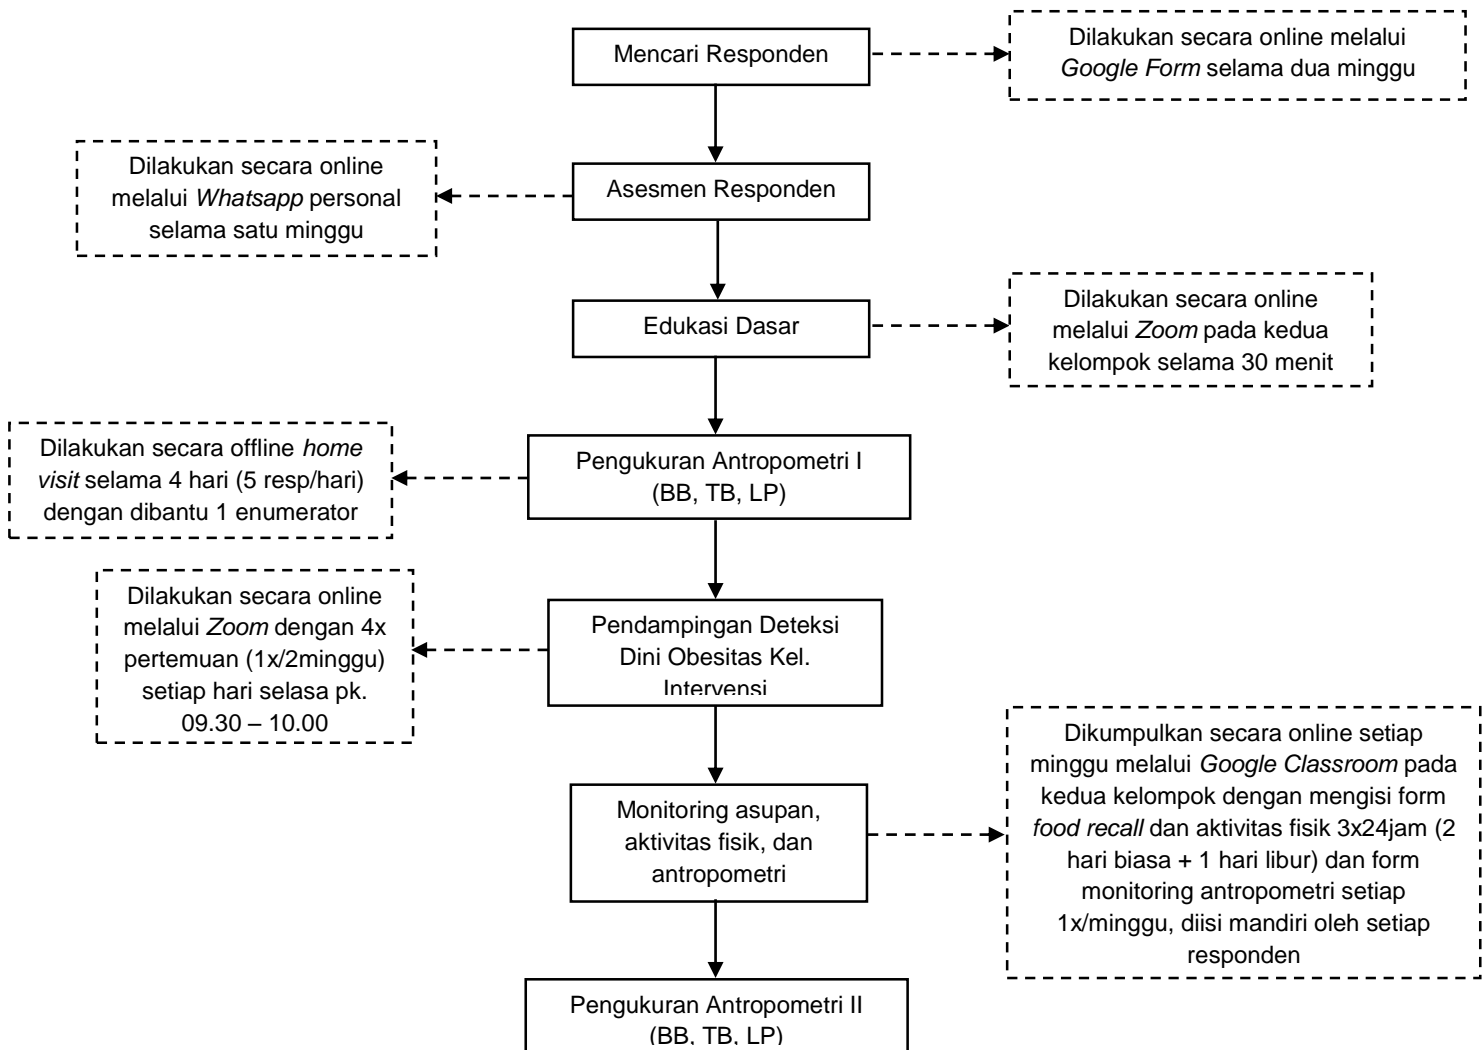 Mencari Responden
Dilakukan secara online melalui
Google Form selama dua minggu
Dilakukan secara online
melalui Whatsapp personal
selama satu minggu
Asesmen Responden
Edukasi Dasar
Dilakukan secara online
melalui Zoom pada kedua
kelompok selama 30 menit
Dilakukan secara offline home
visit selama 4 hari (5 resp/hari)
dengan dibantu 1 enumerator
Pengukuran Antropometri I
(BB, TB, LP)
Dilakukan secara online
melalui Zoom dengan 4x
pertemuan (1x/2minggu)
setiap hari selasa pk.
09.30 – 10.00
Pendampingan Deteksi
Dini Obesitas Kel.
Intervensi
Monitoring asupan,
aktivitas fisik, dan
antropometri
Dikumpulkan secara online setiap
minggu melalui Google Classroom pada
kedua kelompok dengan mengisi form
food recall dan aktivitas fisik 3x24jam (2
hari biasa + 1 hari libur) dan form
monitoring antropometri setiap
1x/minggu, diisi mandiri oleh setiap
responden
Pengukuran Antropometri II
(BB, TB, LP)